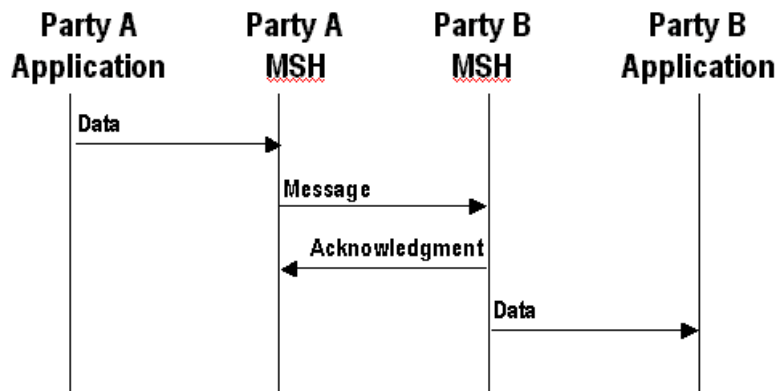 Party A Application
Party A MSH
Party B MSH
Party B Application
Data
Message
Acknowledgment
Data